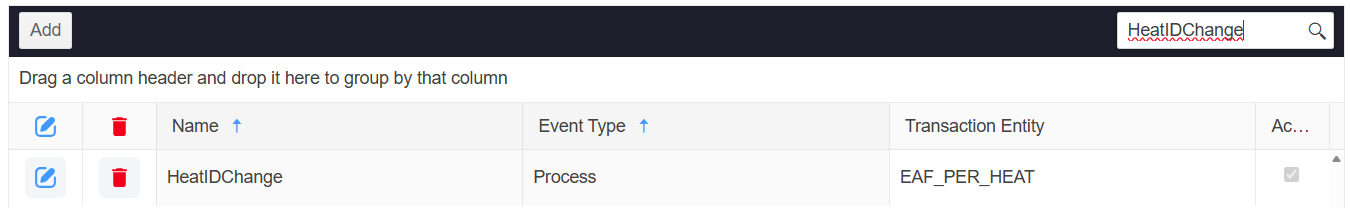 Add HeatIDChange
Drag a column header and drop it here to group by that column
Name Event Type Transaction Entity Ac...
HeatIDChange Process EAF_PER_HEAT